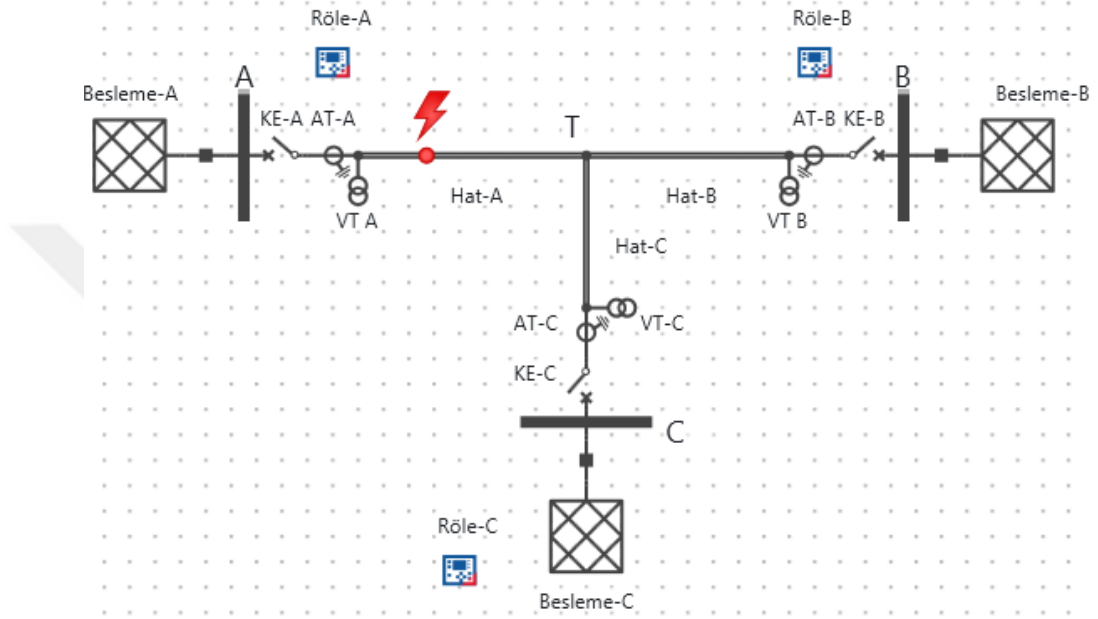 Röle-A
Röle-B
A
B
Besleme-A
Besleme-B
KE-A AT-A
T
AT-B KE-B
Hat-A
Hat-B
VT A
VT B
Hat-C
AT-C
VT-C
KE-C
C
Röle-C
Besleme-C